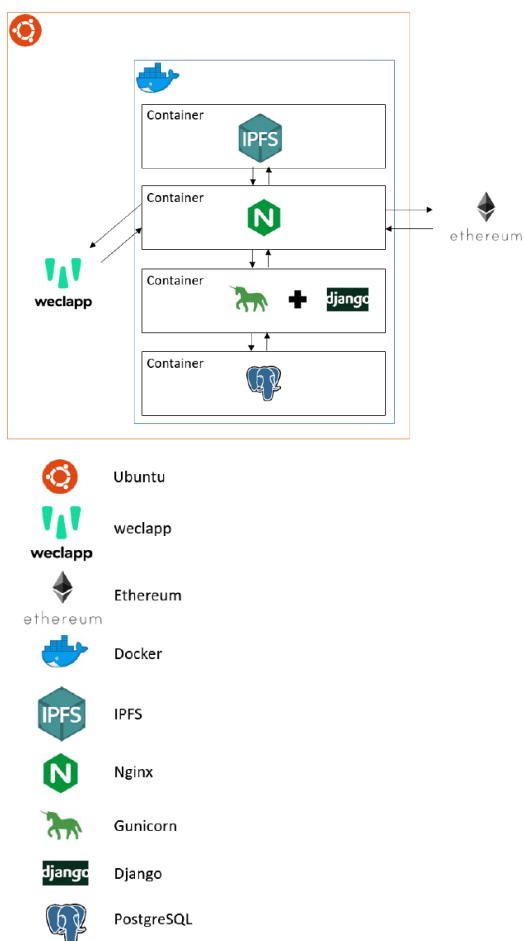 Container
IPFS
Container
N
ethereum
weclapp
Container
django
Container
Ubuntu
weclapp
weclapp
ethereum
Ethereum
Docker
IPFS
IPFS
N
Nginx
Gunicorn
django
Django
PostgreSQL